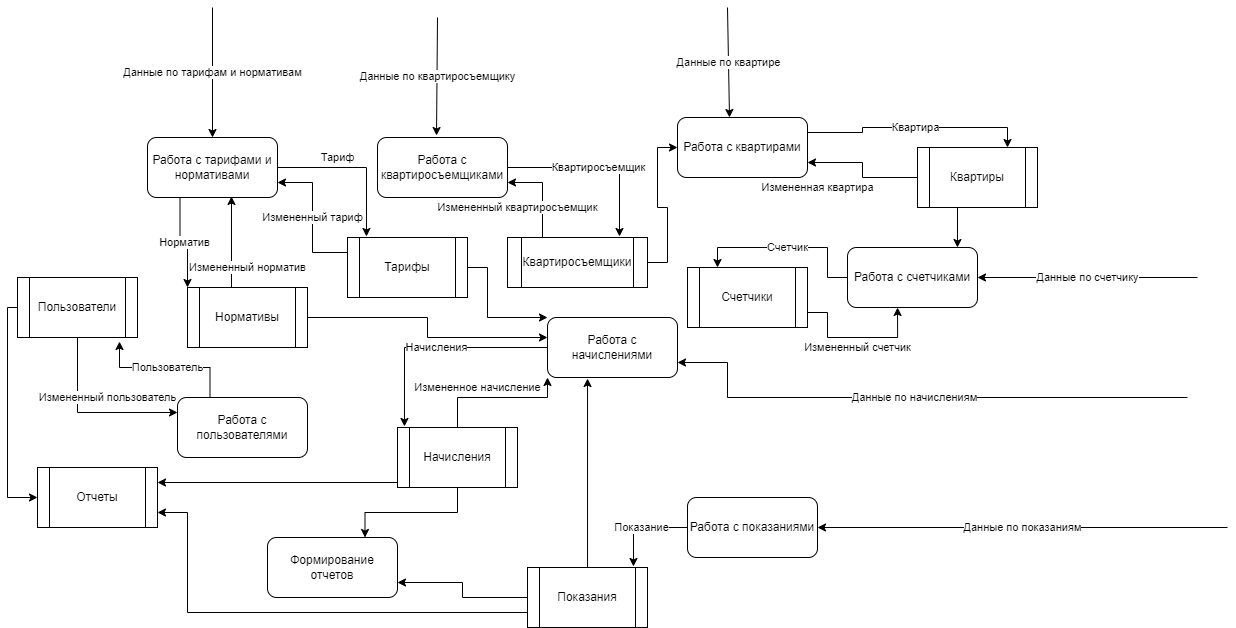 Данные по тарифам и нормативам
Данные по квартиросъемщику
Данные по квартире
Работа с тарифами и
нормативами
Тариф
Работа с
квартиросъемщиками
Квартиросъемщик
Работа с квартирами
Квартира
Измененная квартира
Квартиры
Измененный тариф
Измененный квартиросъемщик
Норматив
Измененный норматив
Тарифы
Квартиросъемщики
Счетчик
Работа с счетчиками
Данные по счетчику
Счетчики
Измененный счетчик
Пользователи
Нормативы
Работа с
начислениями
Начисления
Пользователь
Измененный пользователь
Измененное начисление
Данные по начислениям
Работа с
пользователями
Начисления
Отчеты
Показание
Работа с показаниями
Данные по показаниям
Формирование
отчетов
Показания